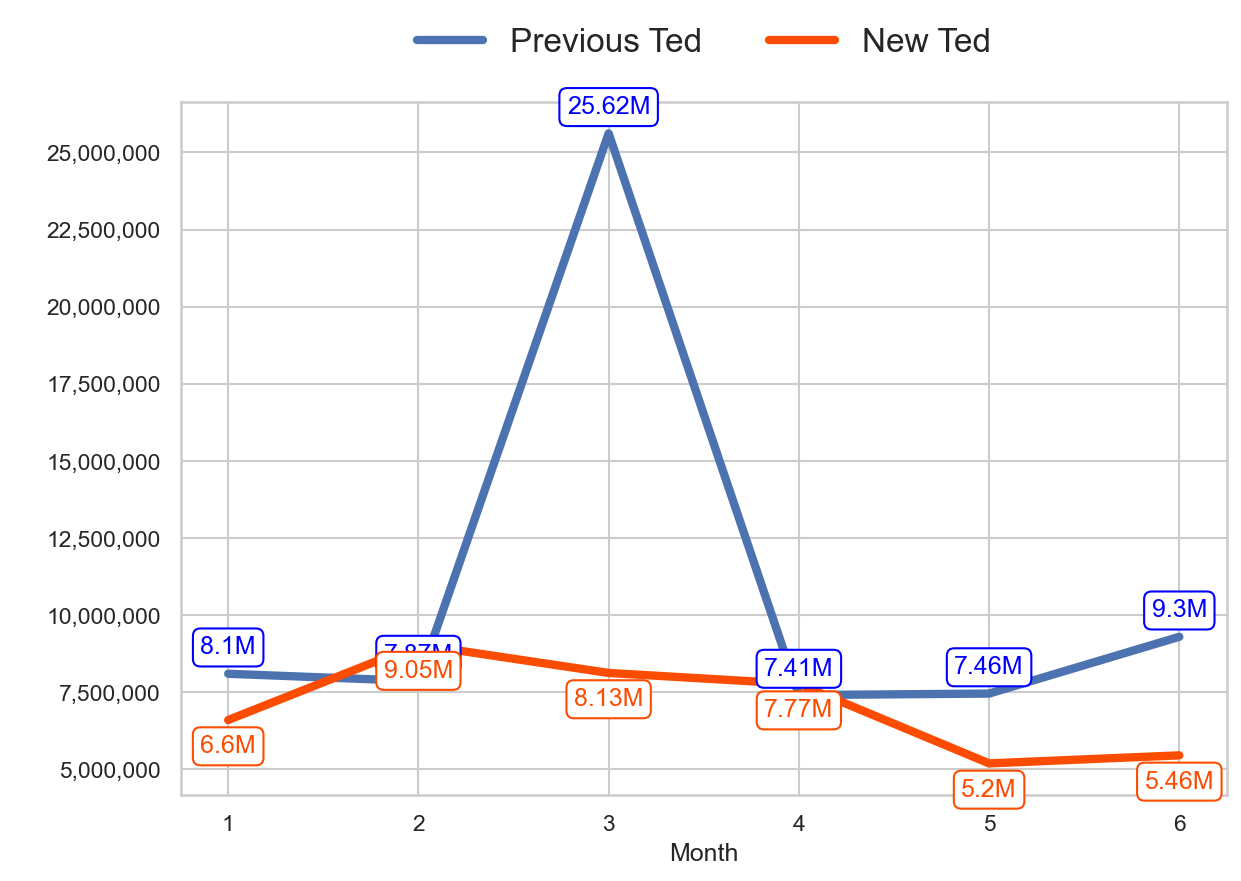 Previous Ted New Ted
25.62M
25,000,000
22,500,000
20,000,000
17,500,000
15,000,000
12,500,000
10,000,000
9.3M
8.1M
7.87M
7.41M
7.46M
9.05M
7,500,000
8.13M
7.77M
6.6M
5,000,000
5.2M
5.46M
1 2 3 4 5 6
Month